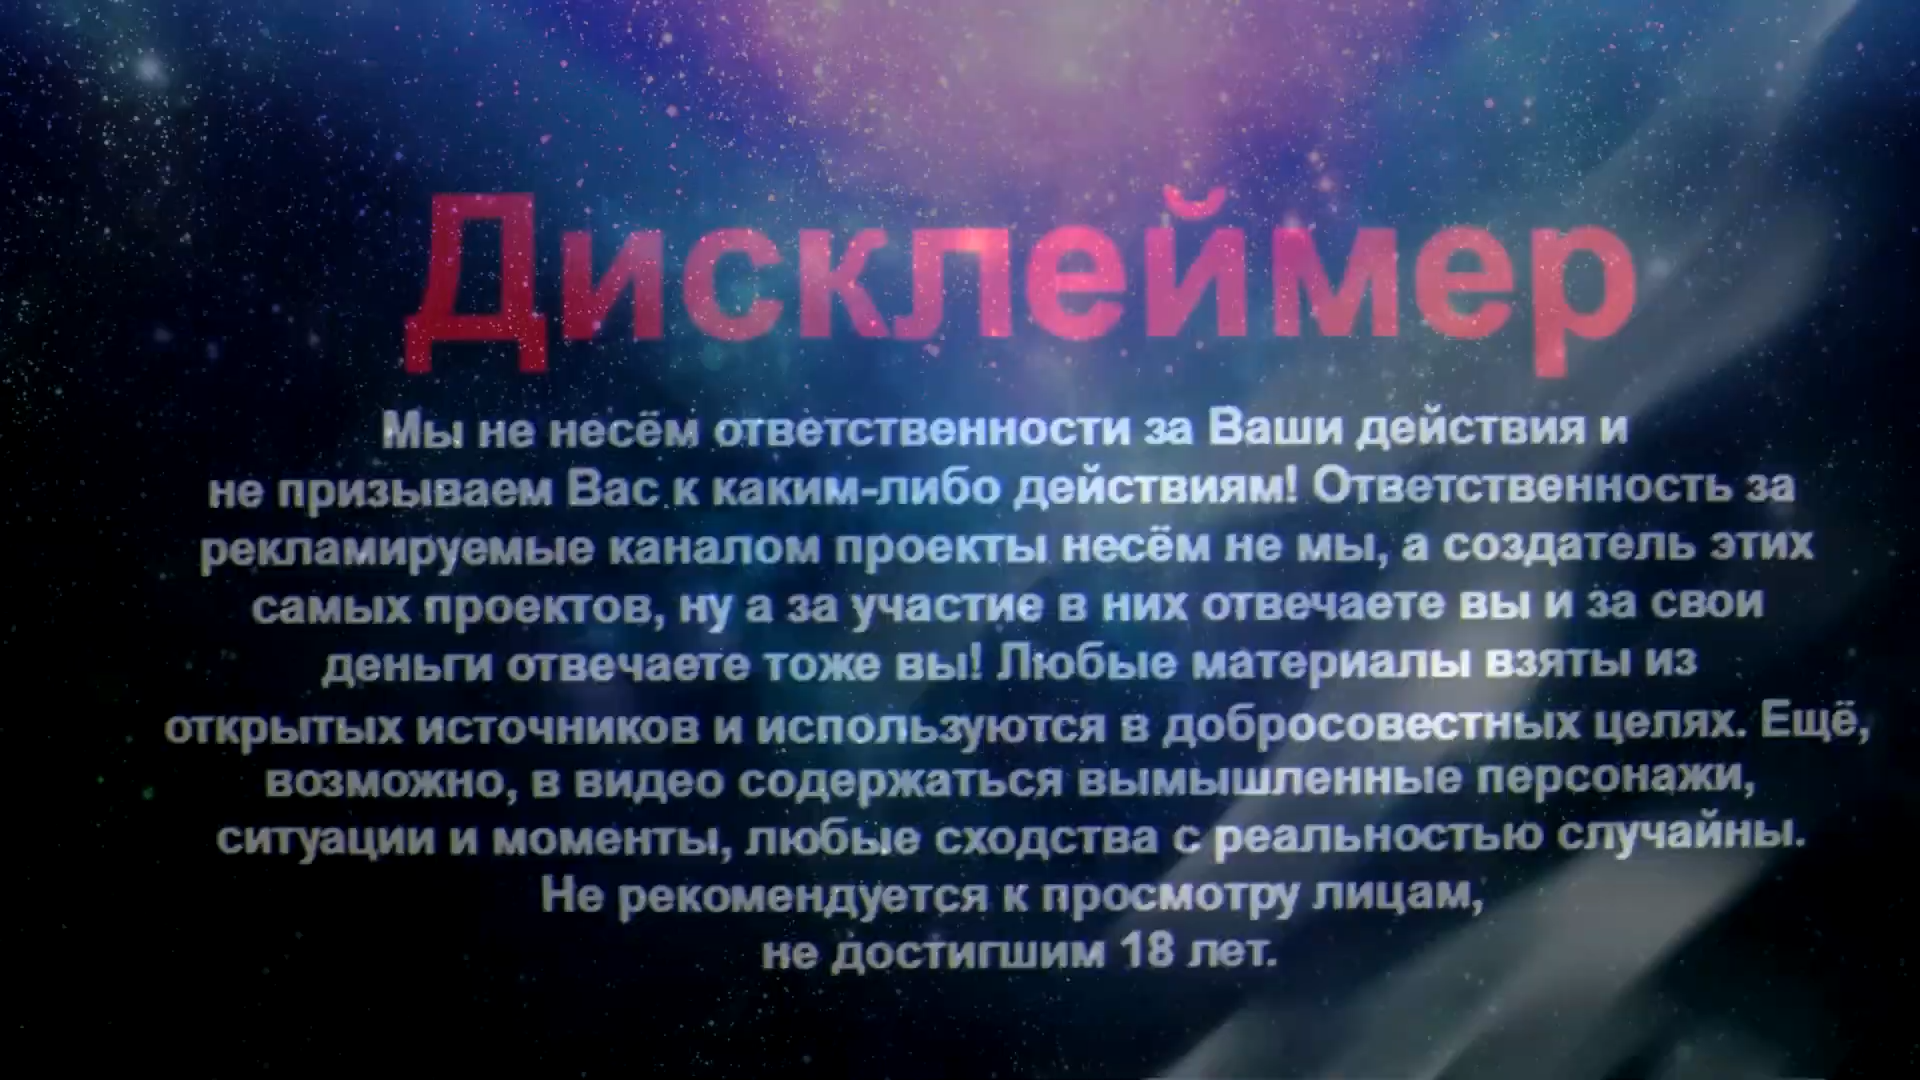 Дисклеймер
Мы не несём ответственности за Ваши действия и
не призываем Вас к каким-либо действиям! Ответственность за
рекламируемые каналом проекты несём не мы, а создатель этих
самых проектов, ну а за участие в них отвечаете вы и за свои
деньги отвечаете тоже вы! Любые материалы взяты из
открытых источников и используются в добросовестных целях. Ещё,
возможно, в видео содержаться вымышленные персонажи,
ситуации и моменты, любые сходства с реальностью случайны.
Не рекомендуется к просмотру лицам,
не достигшим 18 лет.